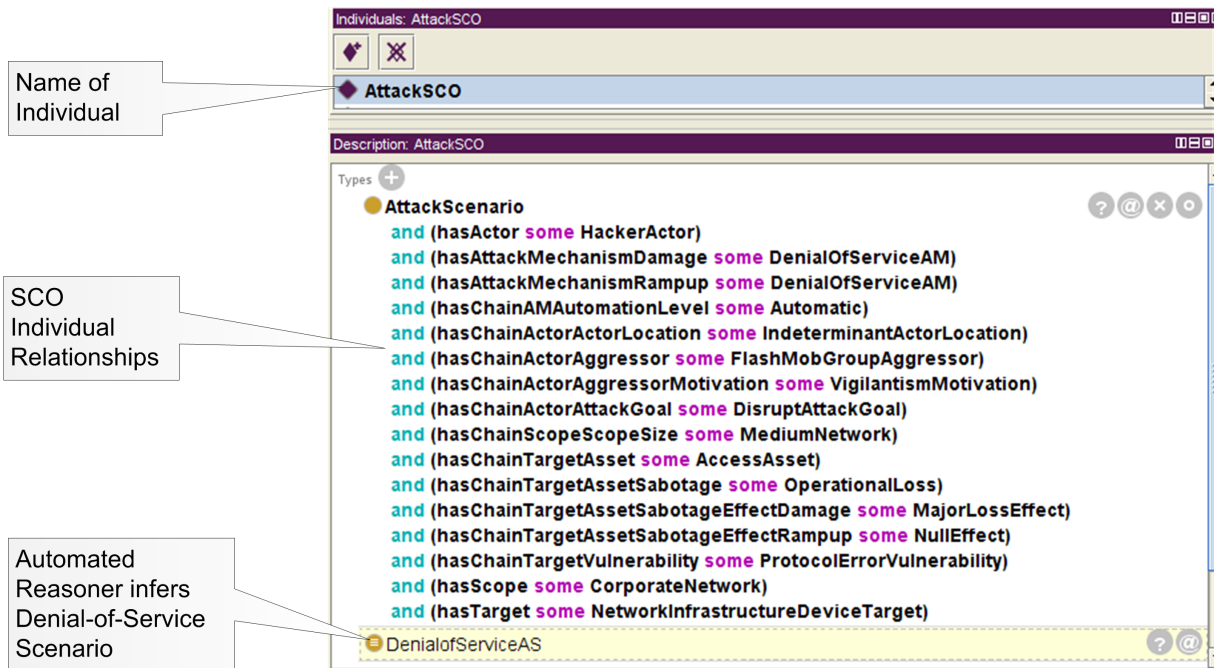 Individuals: AttackSCO
AttackSCO
Name of
Individual
Description: AttackSCO
Types
AttackScenario
and (hasActor some HackerActor)
and (hasAttackMechanismDamage some DenialOfServiceAM)
and (hasAttackMechanismRampup some DenialOfServiceAM)
and (hasChainAMAutomationLevel some Automatic)
and (hasChainActorActorLocation some IndeterminantActorLocation)
and (hasChainActorAggressor some FlashMobGroupAggressor)
and (hasChainActorAggressorMotivation some VigilantismMotivation)
and (hasChainActorAttackGoal some DisruptAttackGoal)
and (hasChainScopeScopeSize some MediumNetwork)
and (hasChainTargetAsset some AccessAsset)
and (hasChainTargetAssetSabotage some OperationalLoss)
and (hasChainTargetAssetSabotageEffectDamage some MajorLossEffect)
and (hasChainTargetAssetSabotageEffectRampup some NullEffect)
and (hasChainTargetVulnerability some ProtocolErrorVulnerability)
and (hasScope some CorporateNetwork)
and (hasTarget some NetworkInfrastructureDeviceTarget)
SCO
Individual
Relationships
DenialofServiceAS
Automated
Reasoner infers
Denial-of-Service
Scenario